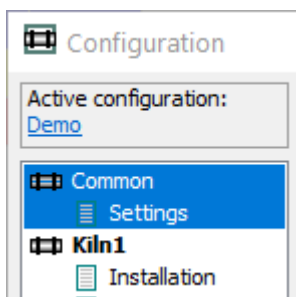 Configuration
Active configuration:
Demo
Common
Settings
Kiln1
Installation